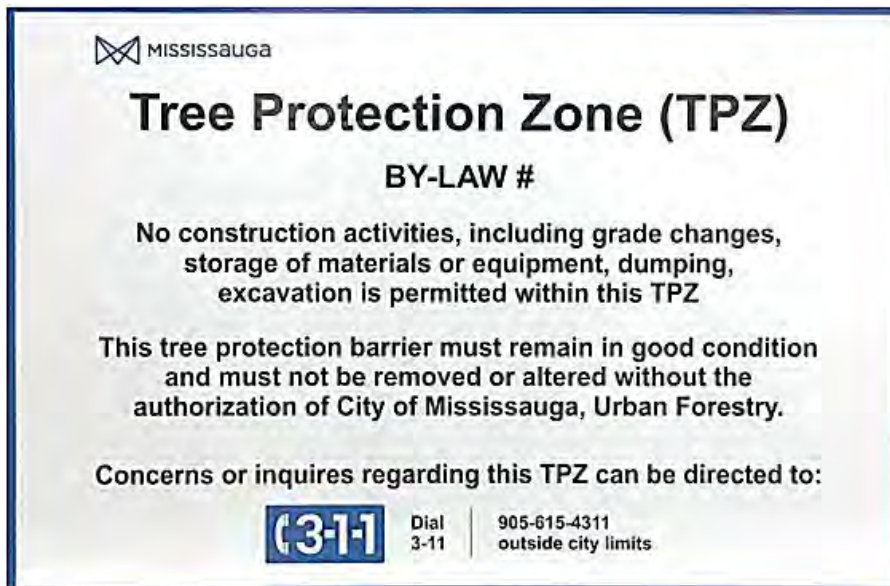 MISSISSAUGA
Tree Protection Zone (TPZ)
BY-LAW #
No construction activities, including grade changes,
storage of materials or equipment, dumping,
excavation is permitted within this TPZ
This tree protection barrier must remain in good condition
and must not be removed or altered without the
authorization of City of Mississauga, Urban Forestry.
Concerns or inquires regarding this TPZ can be directed to:
3-1-1
Dial
3-11
905-615-4311
outside city limits